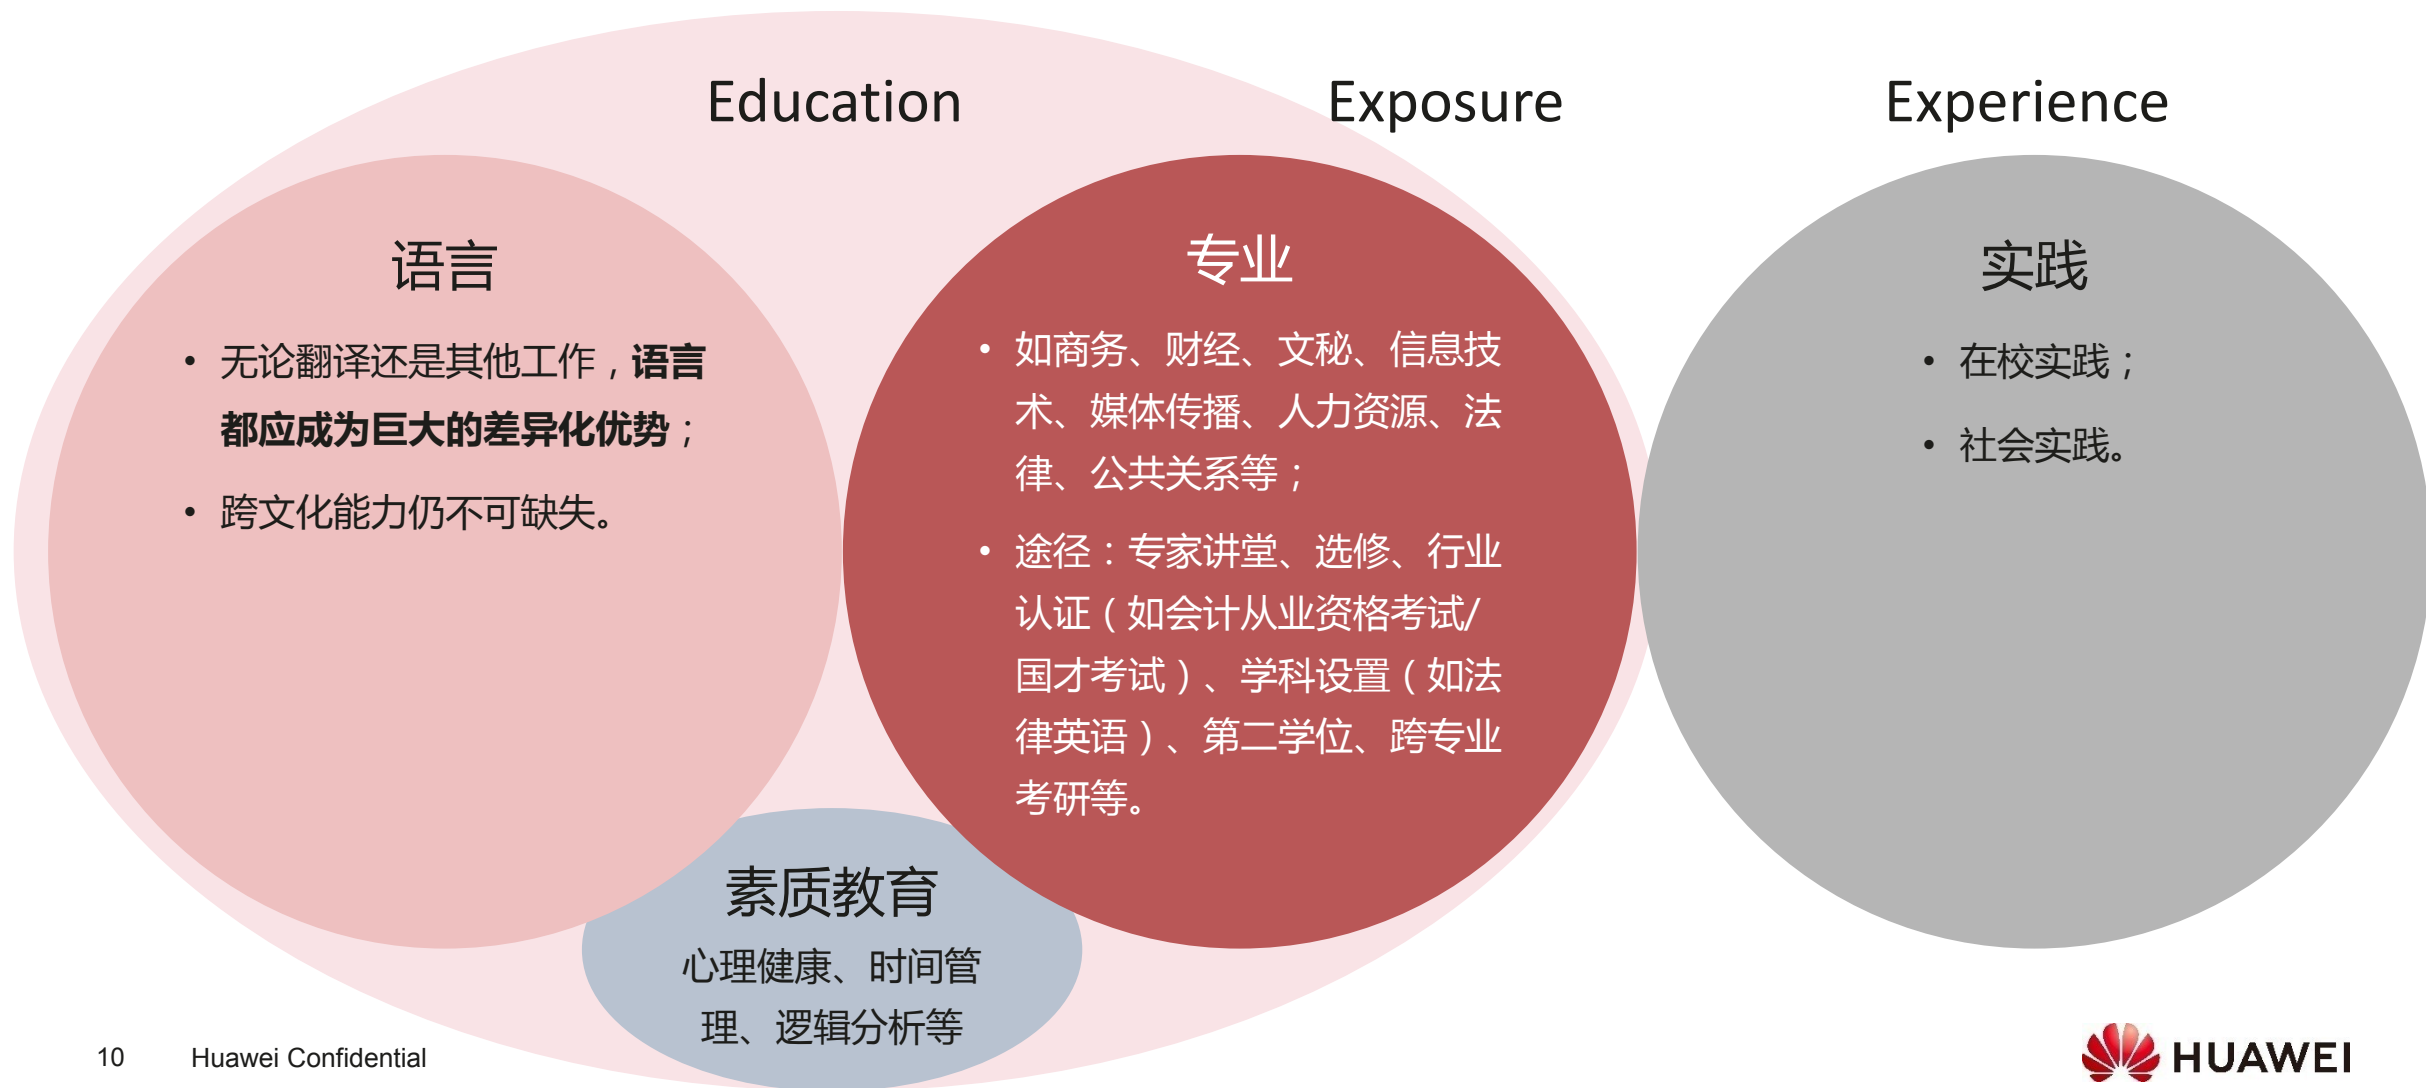 Education
Exposure
Experience
语言
• 无论翻译还是其他工作，语言
都应成为巨大的差异化优势；
• 跨文化能力仍不可缺失。
专业
• 如商务、财经、文秘、信息技
术、媒体传播、人力资源、法
律、公共关系等；
• 途径：专家讲堂、选修、行业
认证（如会计从业资格考试/
国才考试）、学科设置（如法
律英语）、第二学位、跨专业
考研等。
实践
• 在校实践；
• 社会实践。
素质教育
心理健康、时间管
理、逻辑分析等
10 Huawei Confidential
HUAWEI